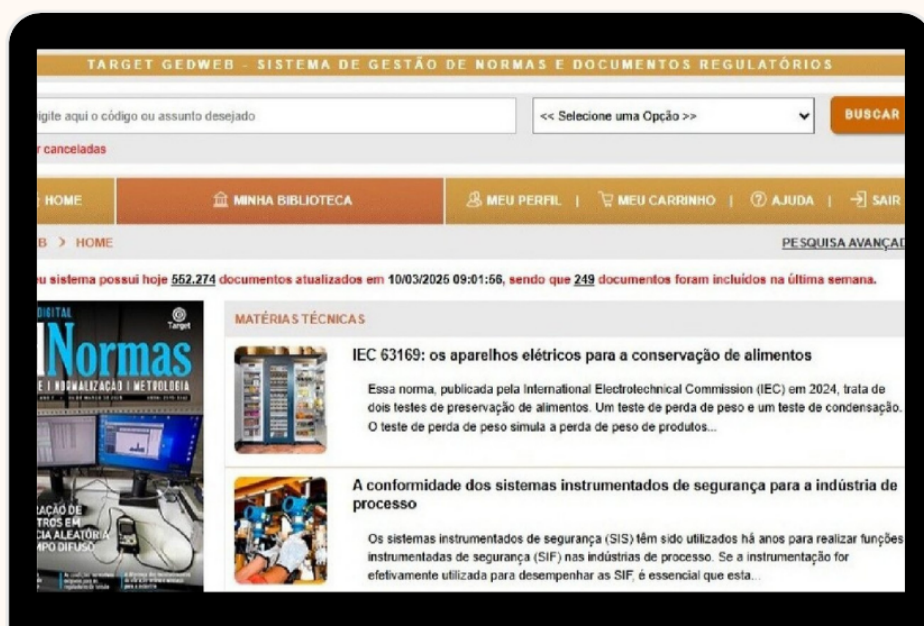 TARGET GEDWEB - SISTEMA DE GESTÃO DE NORMAS E DOCUMENTOS REGULATÓRIOS
igite aqui o código ou assunto desejado
<< Selecione uma Opção >>
BUSCAR
r canceladas
HOME
MINHA BIBLIOTECA
MEU PERFIL |
MEU CARRINHO |
AJUDA |
SAIR
B > HOME
PESQUISA AVANÇAD
u sistema possui hoje 552.274 documentos atualizados em 10/03/2025 09:01:56, sendo que 249 documentos foram incluídos na última semana.
DIGITAL
Target
Normas
E | NORMALIZAÇÃO | METROLOGIA
RAÇÃO DE
TROS EM
CIA ALEATÓRIA
MPO DIFUSO
MATÉRIAS TÉCNICAS
IEC 63169: os aparelhos elétricos para a conservação de alimentos
Essa norma, publicada pela International Electrotechnical Commission (IEC) em 2024, trata de
dois testes de preservação de alimentos. Um teste de perda de peso e um teste de condensação.
O teste de perda de peso simula a perda de peso de produtos...
A conformidade dos sistemas instrumentados de segurança para a indústria de
processo
Os sistemas instrumentados de segurança (SIS) têm sido utilizados há anos para realizar funções
instrumentadas de segurança (SIF) nas indústrias de processo. Se a instrumentação for
efetivamente utilizada para desempenhar as SIF, é essencial que esta...